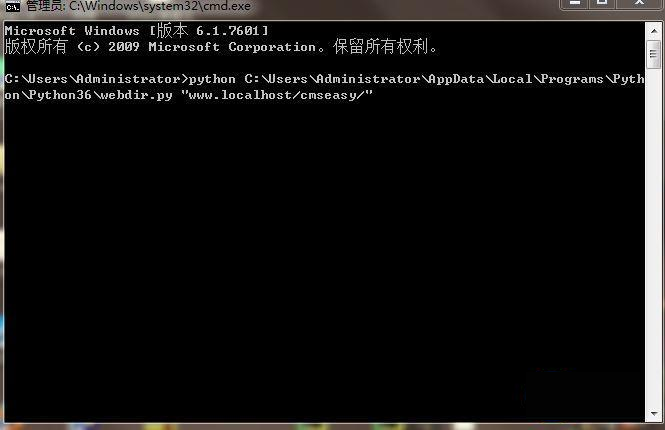 管理员: C:\Windows\system32\cmd.exe
Microsoft Windows [版本 6.1.7601]
版权所有 (c) 2009 Microsoft Corporation。保留所有权利。
C:\Users\Administrator>python C:\Users\Administrator\AppData\Local\Programs\Pyth
on\Python36\webdir.py "www.localhost/cmseasy/"